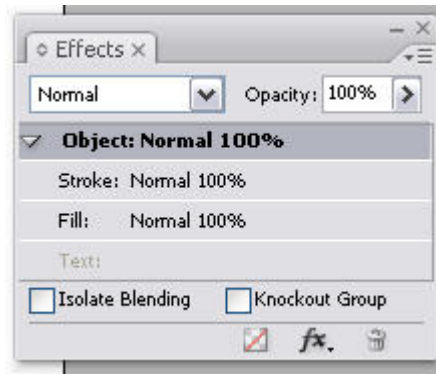 Effects ×
Normal Opacity: 100%
Object: Normal 100%
Stroke: Normal 100%
Fill: Normal 100%
Text:
Isolate Blending Knockout Group
fx.